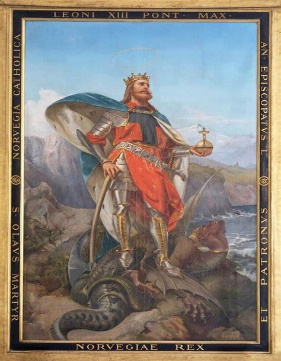 LEONI XIII PONT · MAX ·
AN · EPISCOPATVS · L ·
ET PATRONVS
NORVEGIAE REX
S · OLAVS MARTYR
NORVEGIA CATHOLICA